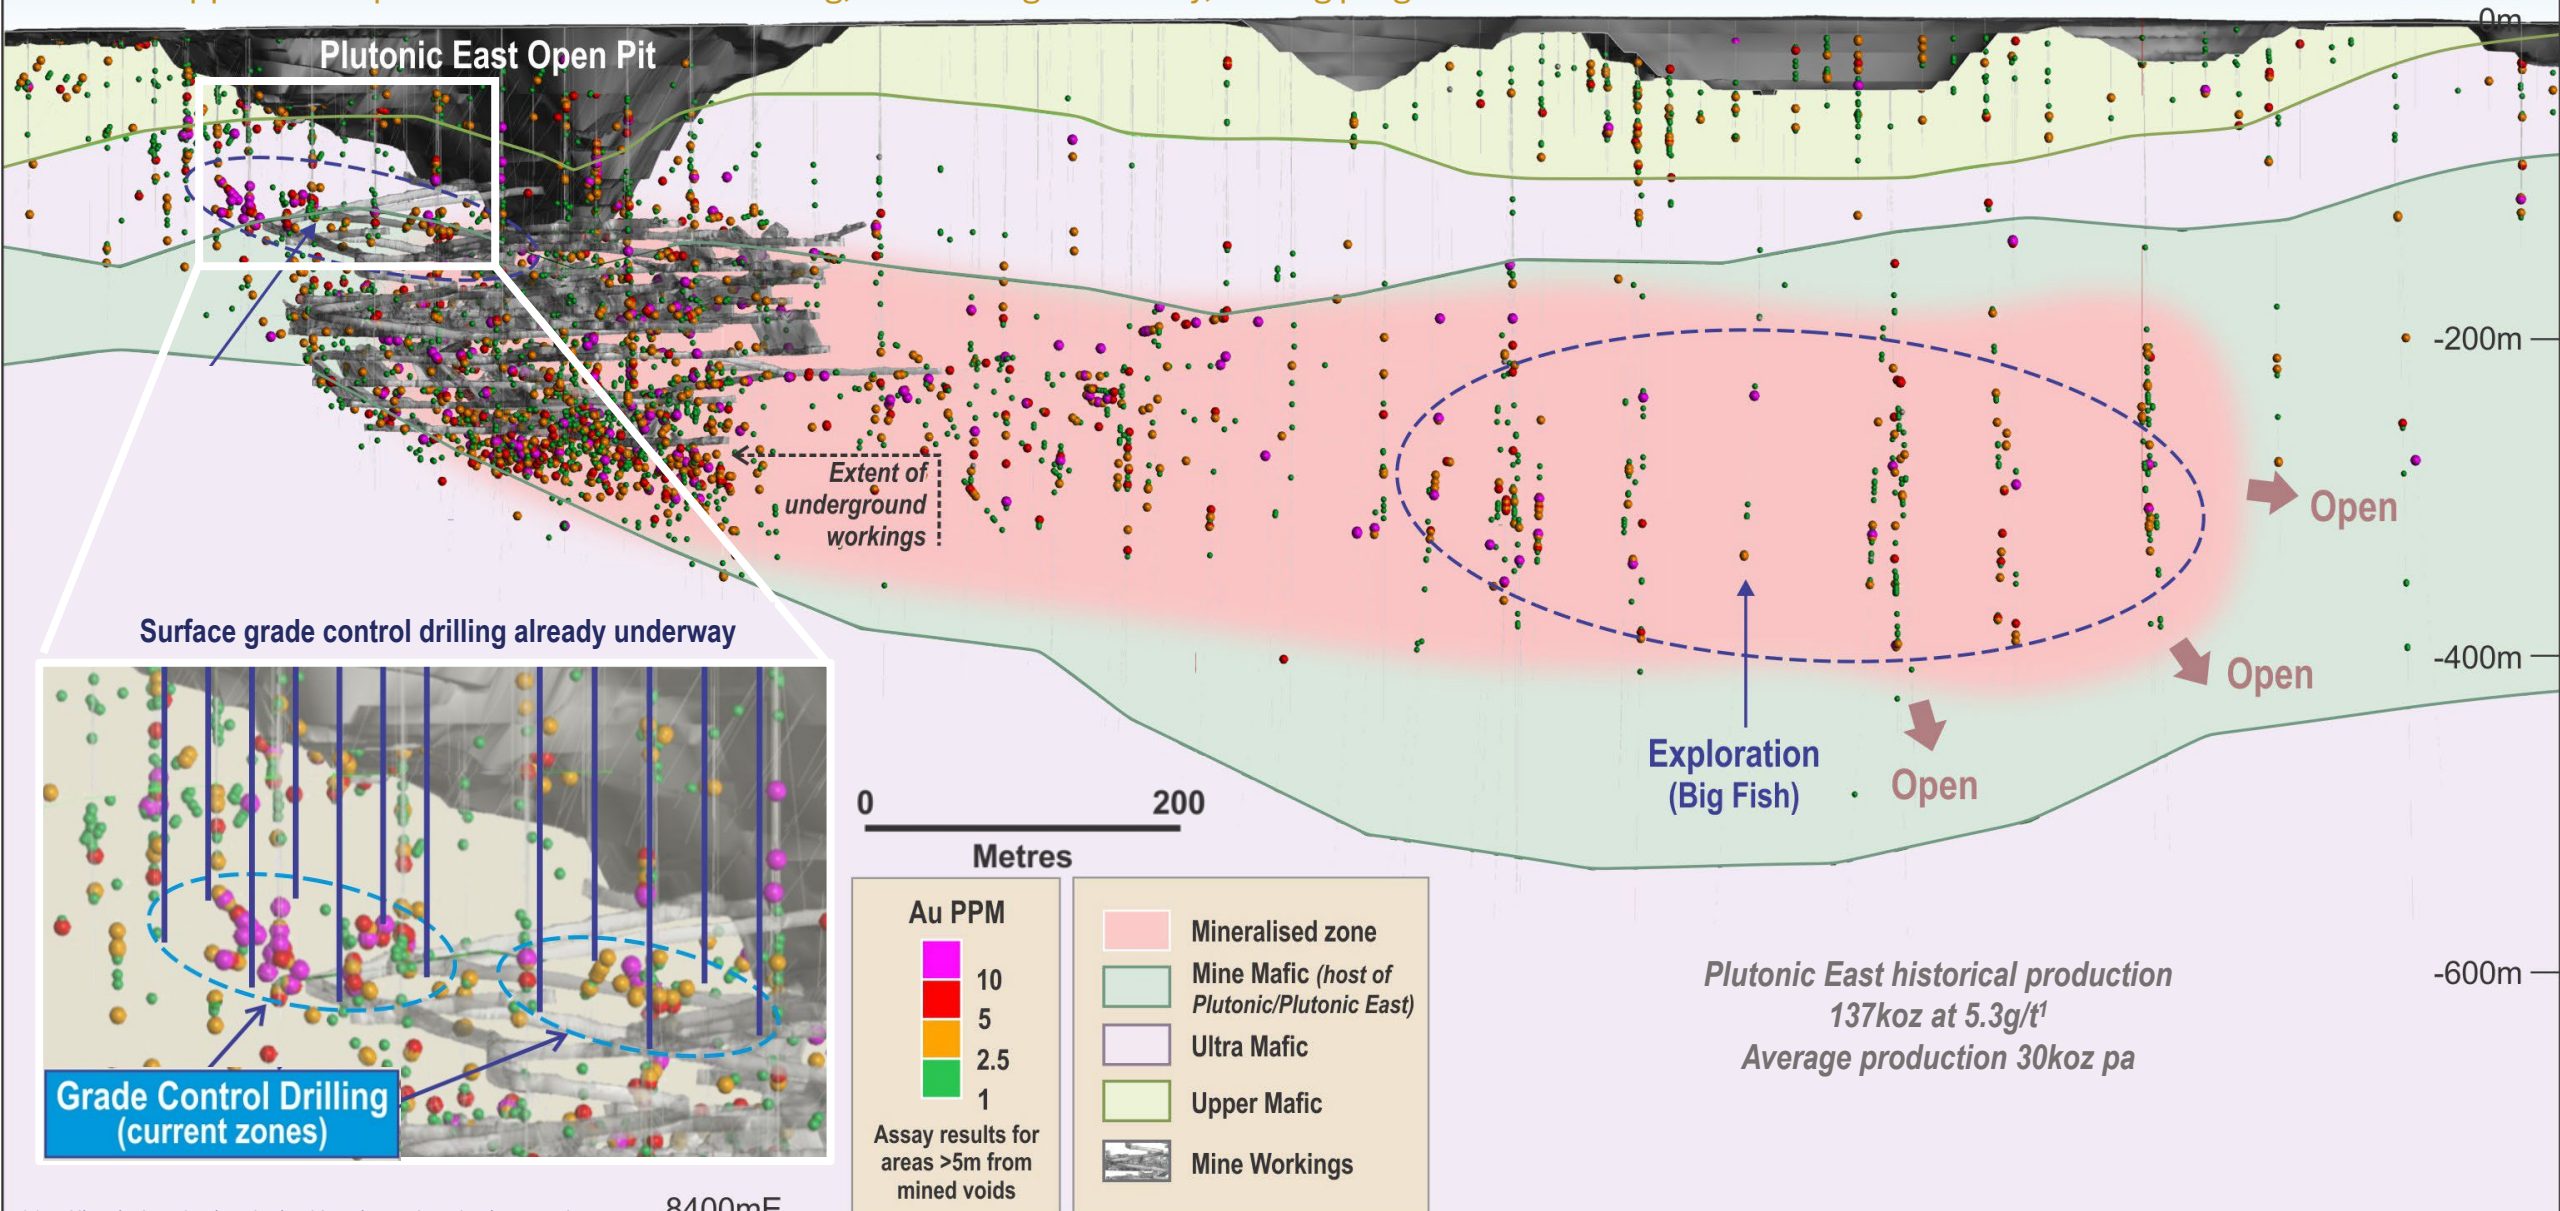 0m
Plutonic East Open Pit
-200m
Extent of
underground
workings
Open
Surface grade control drilling already underway
-400m
Open
Exploration
(Big Fish)
Open
0 200
Metres
Grade Control Drilling
(current zones)
Au PPM
10
5
2.5
1
Assay results for
areas >5m from
mined voids
Mineralised zone
Mine Mafic (host of
Plutonic/Plutonic East)
Ultra Mafic
Upper Mafic
Mine Workings
-600m
Plutonic East historical production
137koz at 5.3g/t¹
Average production 30koz pa
8400mE